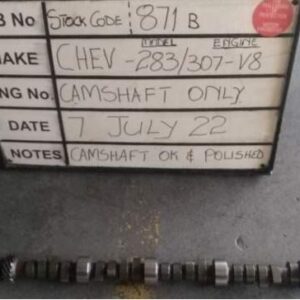 B No STOCK CODE : 871 B
MODEL ENGINE
MAKE CHEV -283/307-V8
NG No. CAMSHAFT ONLY
DATE 7 JULY 22
NOTES CAMSHAFT OK & POLISHED